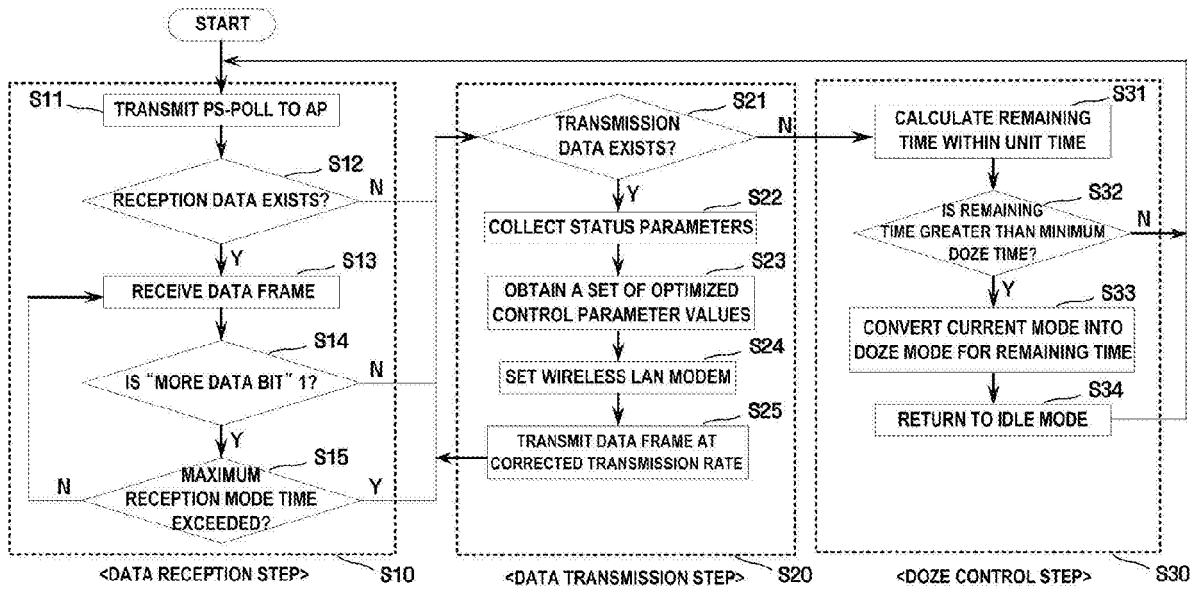 START
S11
TRANSMIT PS-POLL TO AP
S12
RECEPTION DATA EXISTS?
N
Y
S13
RECEIVE DATA FRAME
S14
IS "MORE DATA BIT" 1?
N
Y
S15
MAXIMUM
RECEPTION MODE TIME
EXCEEDED?
N
Y
<DATA RECEPTION STEP>
S10
S21
TRANSMISSION
DATA EXISTS?
N
Y
S22
COLLECT STATUS PARAMETERS
S23
OBTAIN A SET OF OPTIMIZED
CONTROL PARAMETER VALUES
S24
SET WIRELESS LAN MODEM
S25
TRANSMIT DATA FRAME AT
CORRECTED TRANSMISSION RATE
<DATA TRANSMISSION STEP>
S20
S31
CALCULATE REMAINING
TIME WITHIN UNIT TIME
S32
IS REMAINING
TIME GREATER THAN MINIMUM
DOZE TIME?
N
Y
S33
CONVERT CURRENT MODE INTO
DOZE MODE FOR REMAINING TIME
S34
RETURN TO IDLE MODE
<DOZE CONTROL STEP>
S30